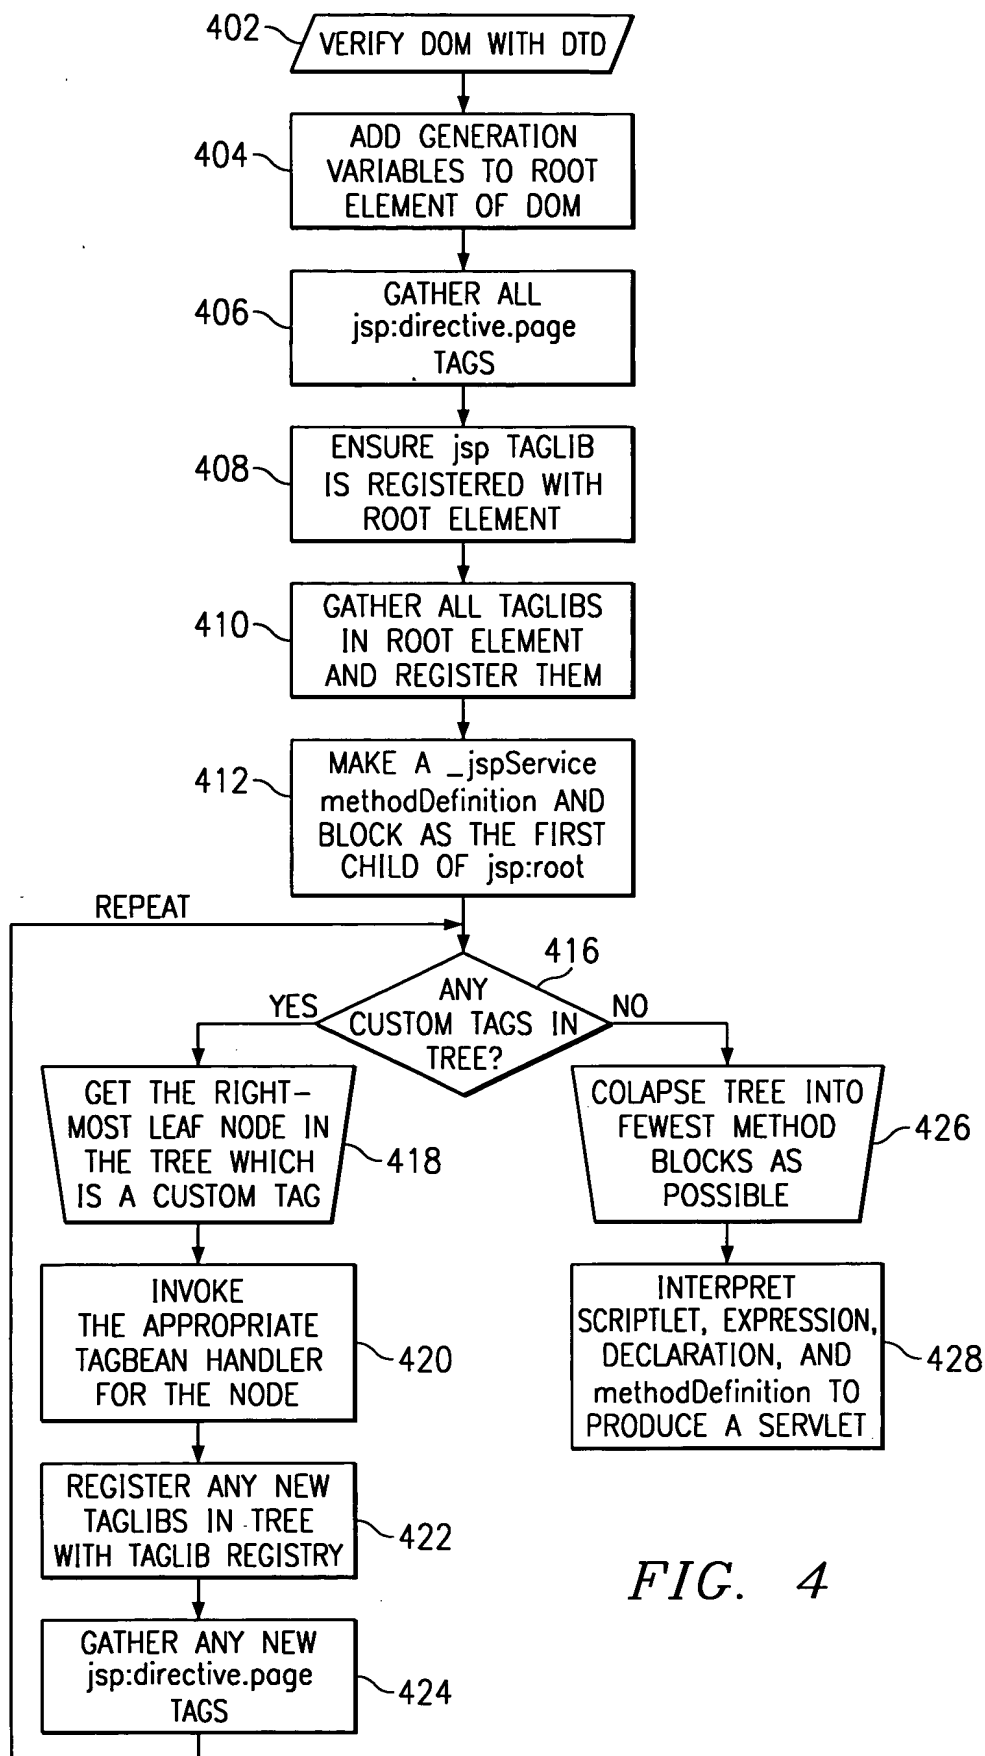 402
VERIFY DOM WITH DTD
404
ADD GENERATION
VARIABLES TO ROOT
ELEMENT OF DOM
406
GATHER ALL
jsp:directive.page
TAGS
408
ENSURE jsp TAGLIB
IS REGISTERED WITH
ROOT ELEMENT
410
GATHER ALL TAGLIBS
IN ROOT ELEMENT
AND REGISTER THEM
412
MAKE A _jspService
methodDefinition AND
BLOCK AS THE FIRST
CHILD OF jsp:root
REPEAT
416
ANY
CUSTOM TAGS IN
TREE?
YES
NO
GET THE RIGHT-
MOST LEAF NODE IN
THE TREE WHICH
IS A CUSTOM TAG
418
COLAPSE TREE INTO
FEWEST METHOD
BLOCKS AS
POSSIBLE
426
INVOKE
THE APPROPRIATE
TAGBEAN HANDLER
FOR THE NODE
420
INTERPRET
SCRIPTLET, EXPRESSION,
DECLARATION, AND
methodDefinition TO
PRODUCE A SERVLET
428
REGISTER ANY NEW
TAGLIBS IN TREE
WITH TAGLIB REGISTRY
422
GATHER ANY NEW
jsp:directive.page
TAGS
424
FIG. 4